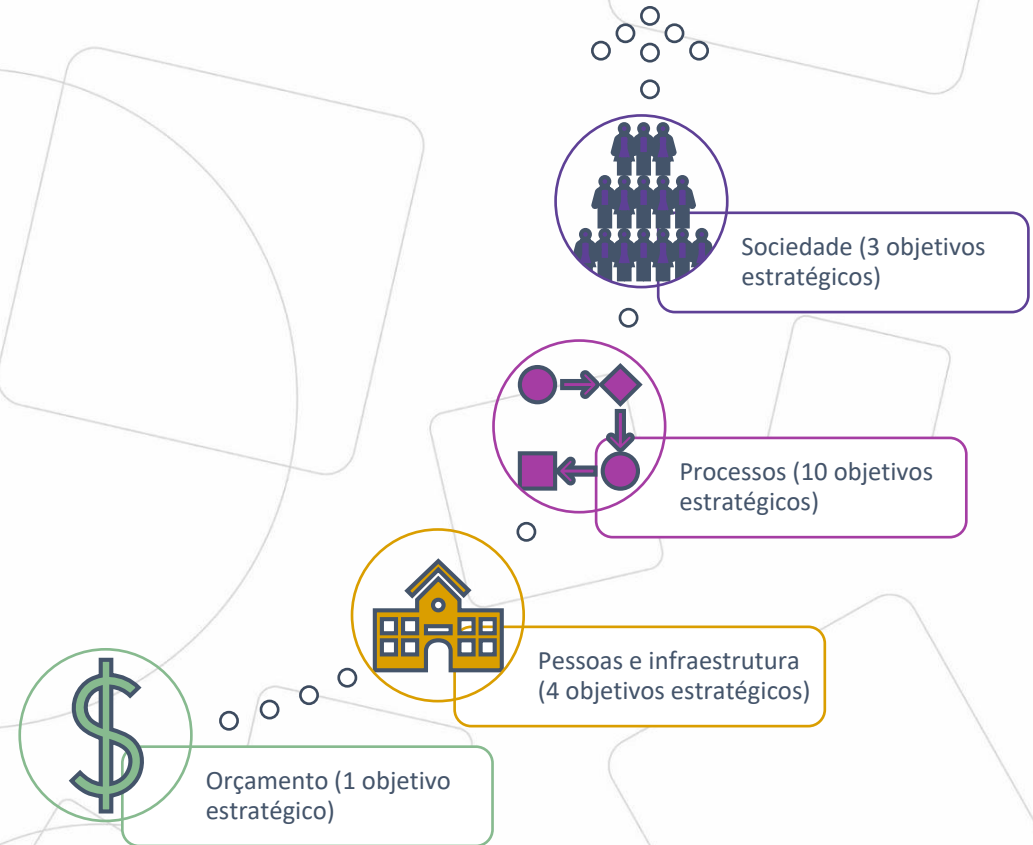 Sociedade (3 objetivos
estratégicos)
Processos (10 objetivos
estratégicos)
Pessoas e infraestrutura
(4 objetivos estratégicos)
Orçamento (1 objetivo
estratégico)